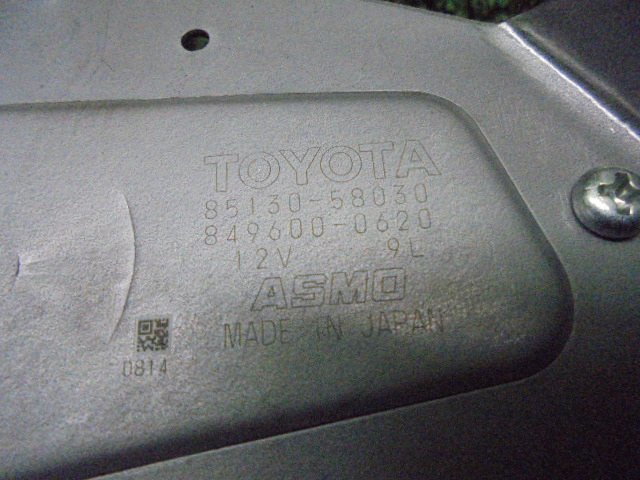 TOYOTA
85130-58030
849600-0620
12V 9L
ASMO
MADE IN JAPAN
0814